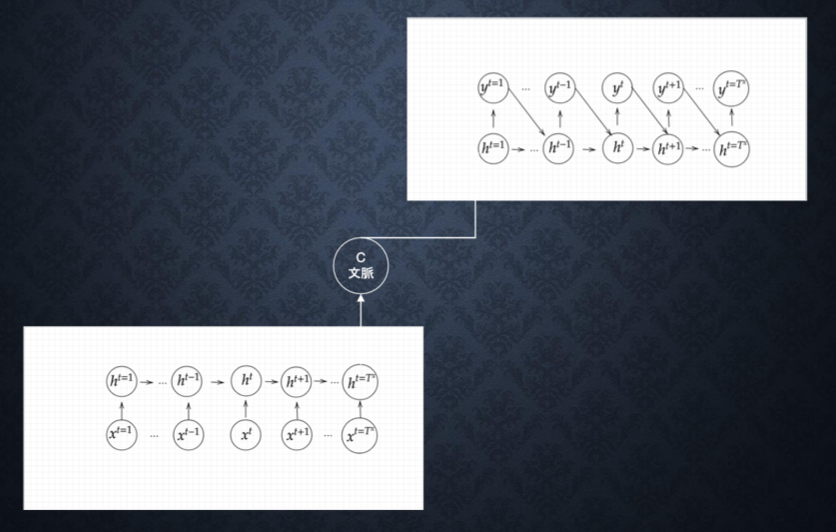 y^{t=1} ... y^{t-1} y^{t} y^{t+1} ... y^{t=T^x}
h^{t=1} ... h^{t-1} h^{t} h^{t+1} ... h^{t=T^x}
C
文脈
h^{t=1} ... h^{t-1} h^{t} h^{t+1} ... h^{t=T^x}
x^{t=1} ... x^{t-1} x^{t} x^{t+1} ... x^{t=T^x}